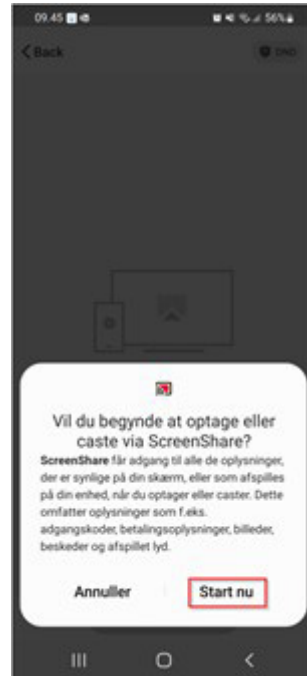 09.45
56%
Back
DND
Vil du begynde at optage eller
caste via ScreenShare?
ScreenShare får adgang til alle de oplysninger,
der er synlige på din skærm, eller som afspilles
på din enhed, når du optager eller caster. Dette
omfatter oplysninger som f.eks.
adgangskoder, betalingsoplysninger, billeder,
beskeder og afspillet lyd.
Annuller
Start nu